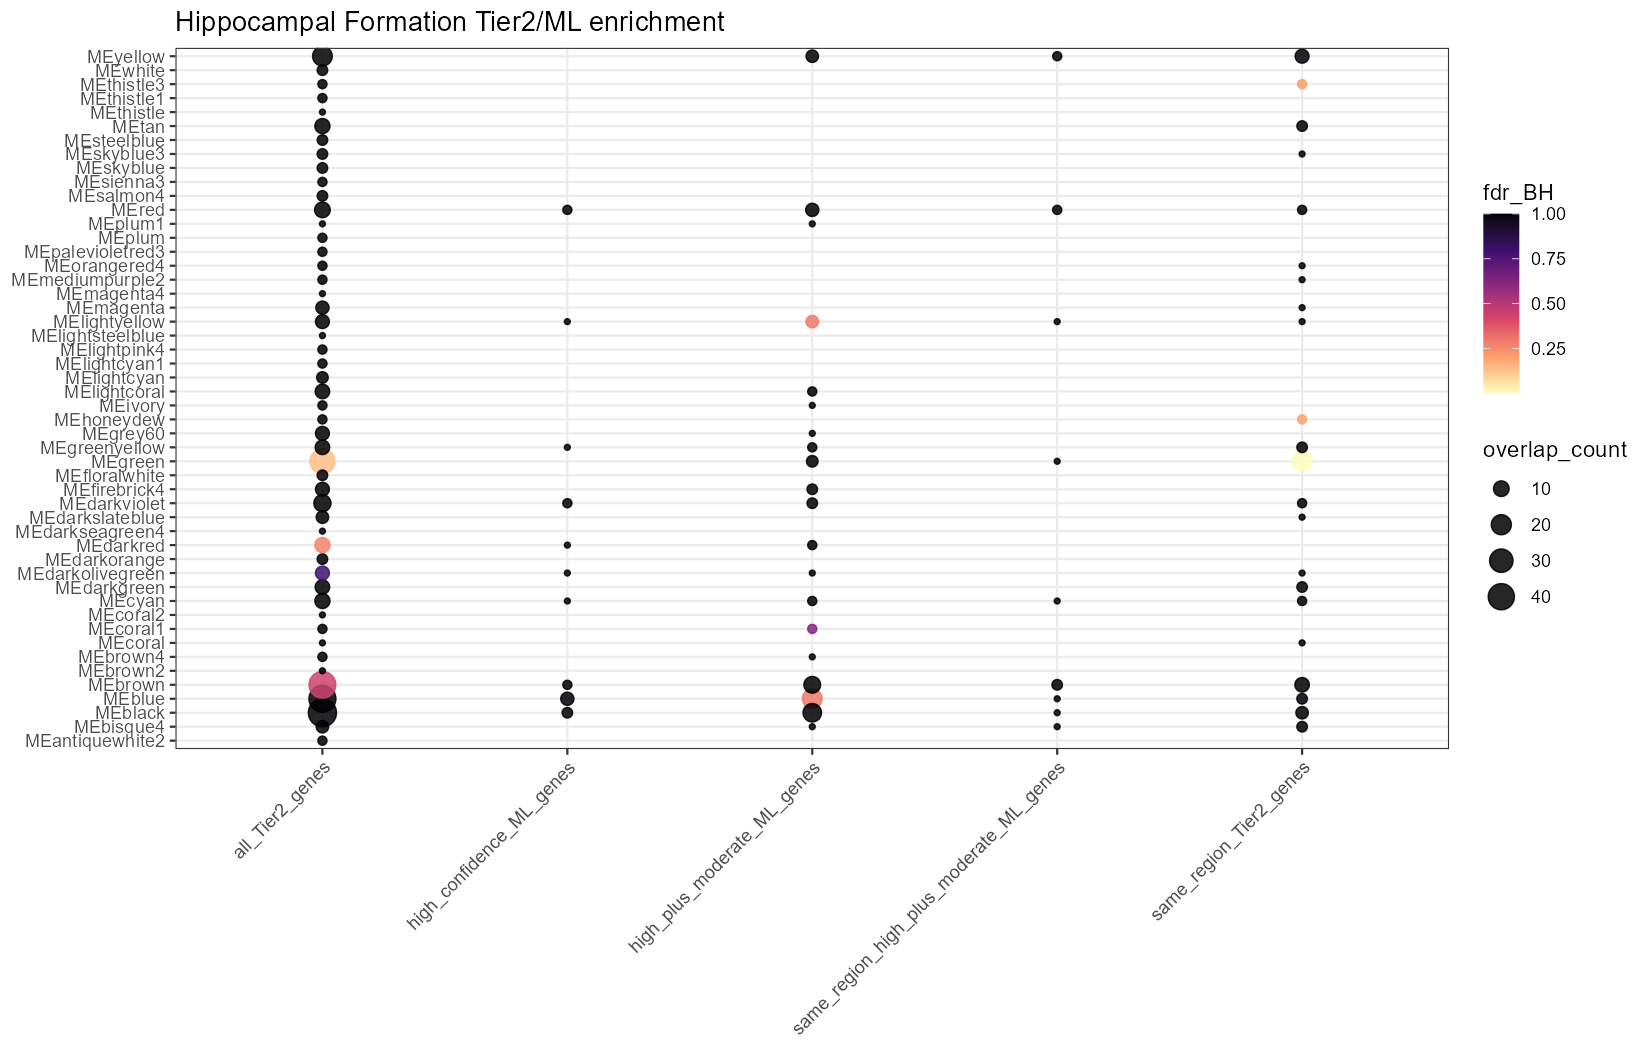 Hippocampal Formation Tier2/ML enrichment
MEyellow
MEwhite
MEthistle3
MEthistle1
MEthistle
MEtan
MEsteelblue
MEskyblue3
MEskyblue
MEsienna3
MEsalmon4
MEred
MEplum1
MEplum
MEpalevioletred3
MEorangered4
MEmediumpurple2
MEmagenta4
MEmagenta
MElightyellow
MElightsteelblue
MElightpink4
MElightcyan1
MElightcyan
MElightcoral
MEivory
MEhoneydew
MEgrey60
MEgreenyellow
MEgreen
MEfloralwhite
MEfirebrick4
MEdarkviolet
MEdarkslateblue
MEdarkseagreen4
MEdarkred
MEdarkorange
MEdarkolivegreen
MEdarkgreen
MEcyan
MEcoral2
MEcoral1
MEcoral
MEbrown4
MEbrown2
MEbrown
MEblue
MEblack
MEbisque4
MEantiquewhite2
all_Tier2_genes
high_confidence_ML_genes
high_plus_moderate_ML_genes
same_region_high_plus_moderate_ML_genes
same_region_Tier2_genes
fdr_BH
1.00
0.75
0.50
0.25
overlap_count
10
20
30
40